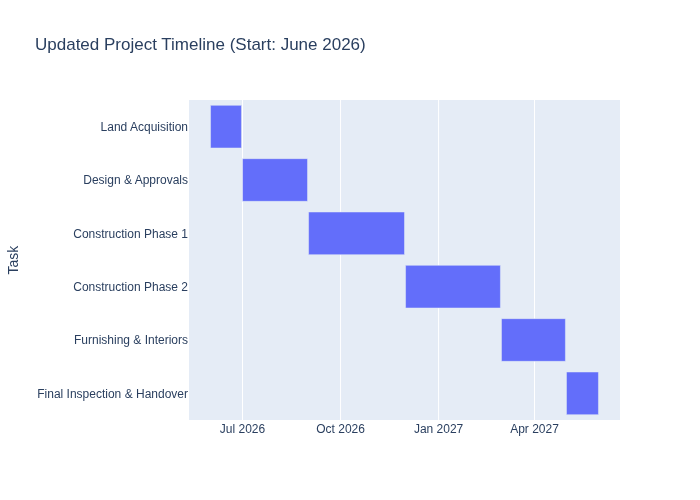 Updated Project Timeline (Start: June 2026)
Task
Land Acquisition
Design & Approvals
Construction Phase 1
Construction Phase 2
Furnishing & Interiors
Final Inspection & Handover
Jul 2026 Oct 2026 Jan 2027 Apr 2027